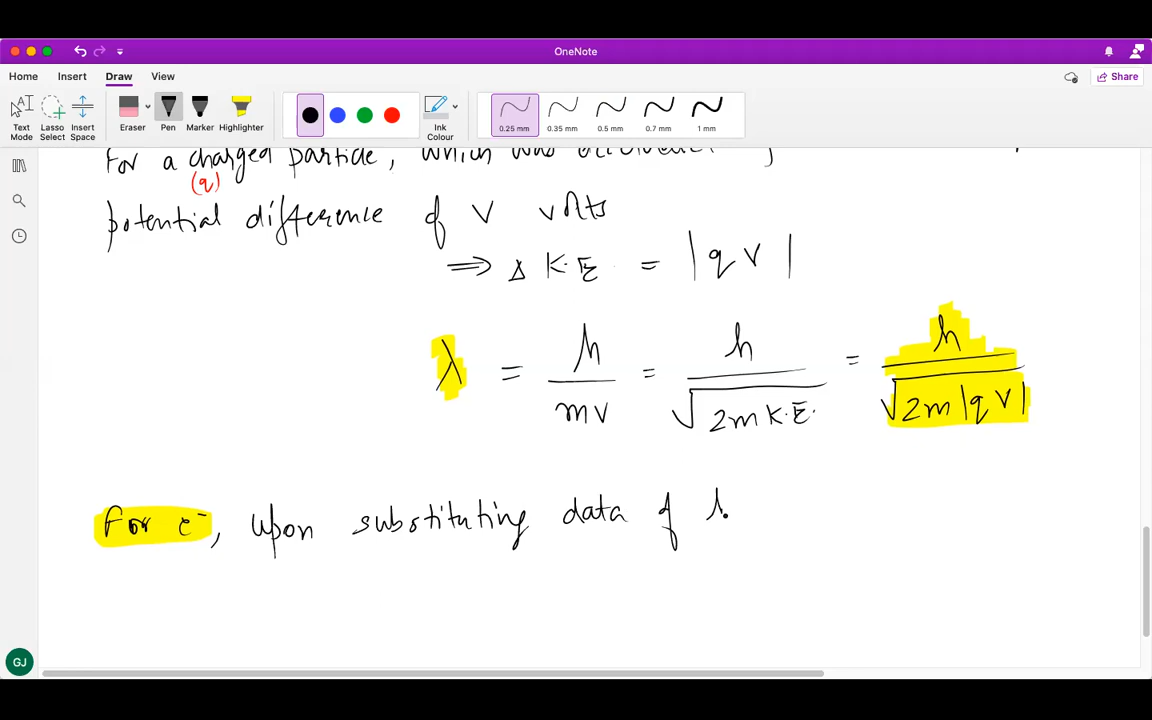 OneNote
Home Insert Draw View
Share
Text Mode
Lasso Select
Insert Space
Eraser
Pen
Marker
Highlighter
Ink Colour
0.25 mm
0.35 mm
0.5 mm
0.7 mm
1 mm
For a charged particle, which was
(q)
potential difference of V volts
⟹ Δ K.E. = |qV|
λ = h/mv = h/√2mK.E. = h/√2m|qV|
For e⁻, upon substituting data of
GJ